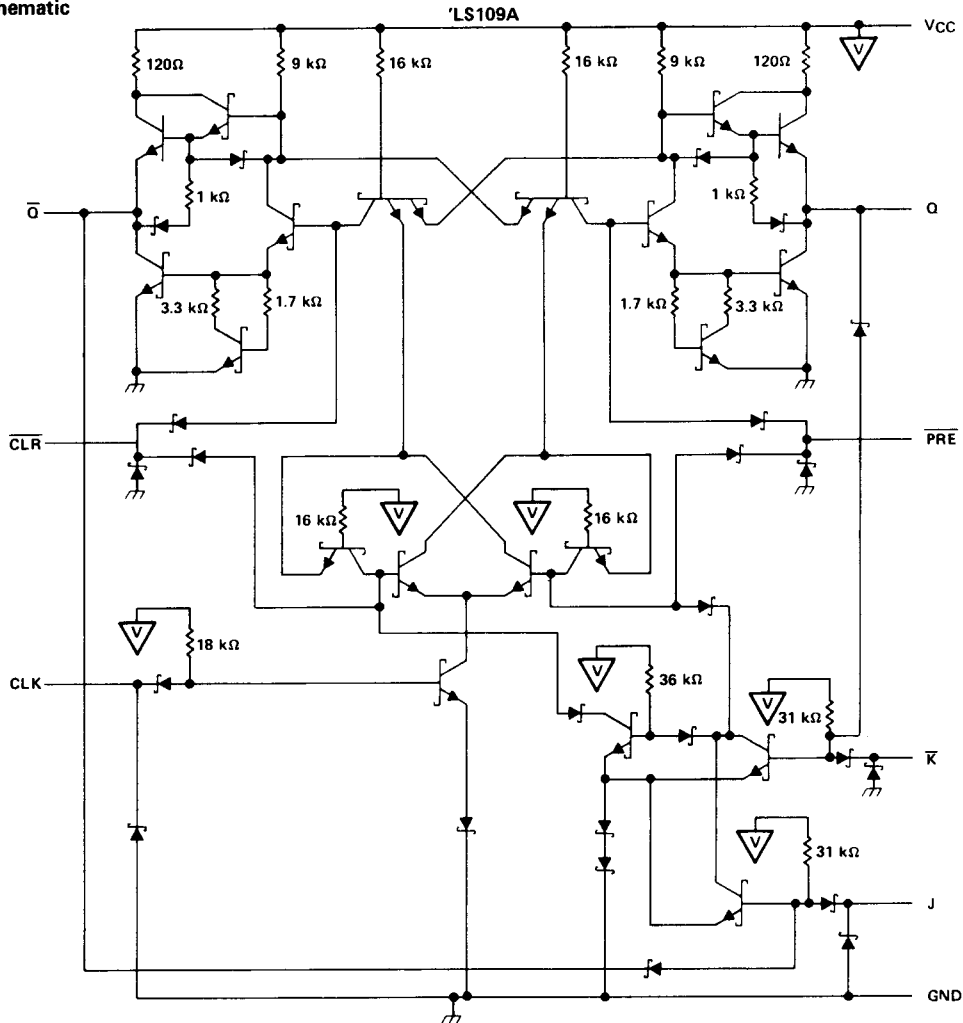 hematic
'LS109A
VCC
120Ω
9 kΩ
16 kΩ
16 kΩ
9 kΩ
120Ω
V
1 kΩ
1 kΩ
Q̅
Q
3.3 kΩ
1.7 kΩ
1.7 kΩ
3.3 kΩ
C̅L̅R̅
P̅R̅E̅
16 kΩ
V
V
16 kΩ
V
18 kΩ
CLK
V
36 kΩ
V
31 kΩ
K̅
V
31 kΩ
J
GND